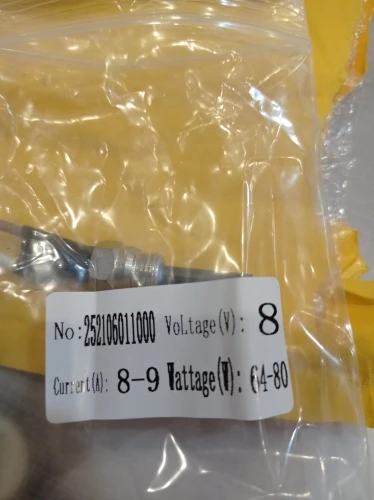 No:252106011000 Voltage(V): 8
Current(A): 8-9 Wattage(W): 64-80